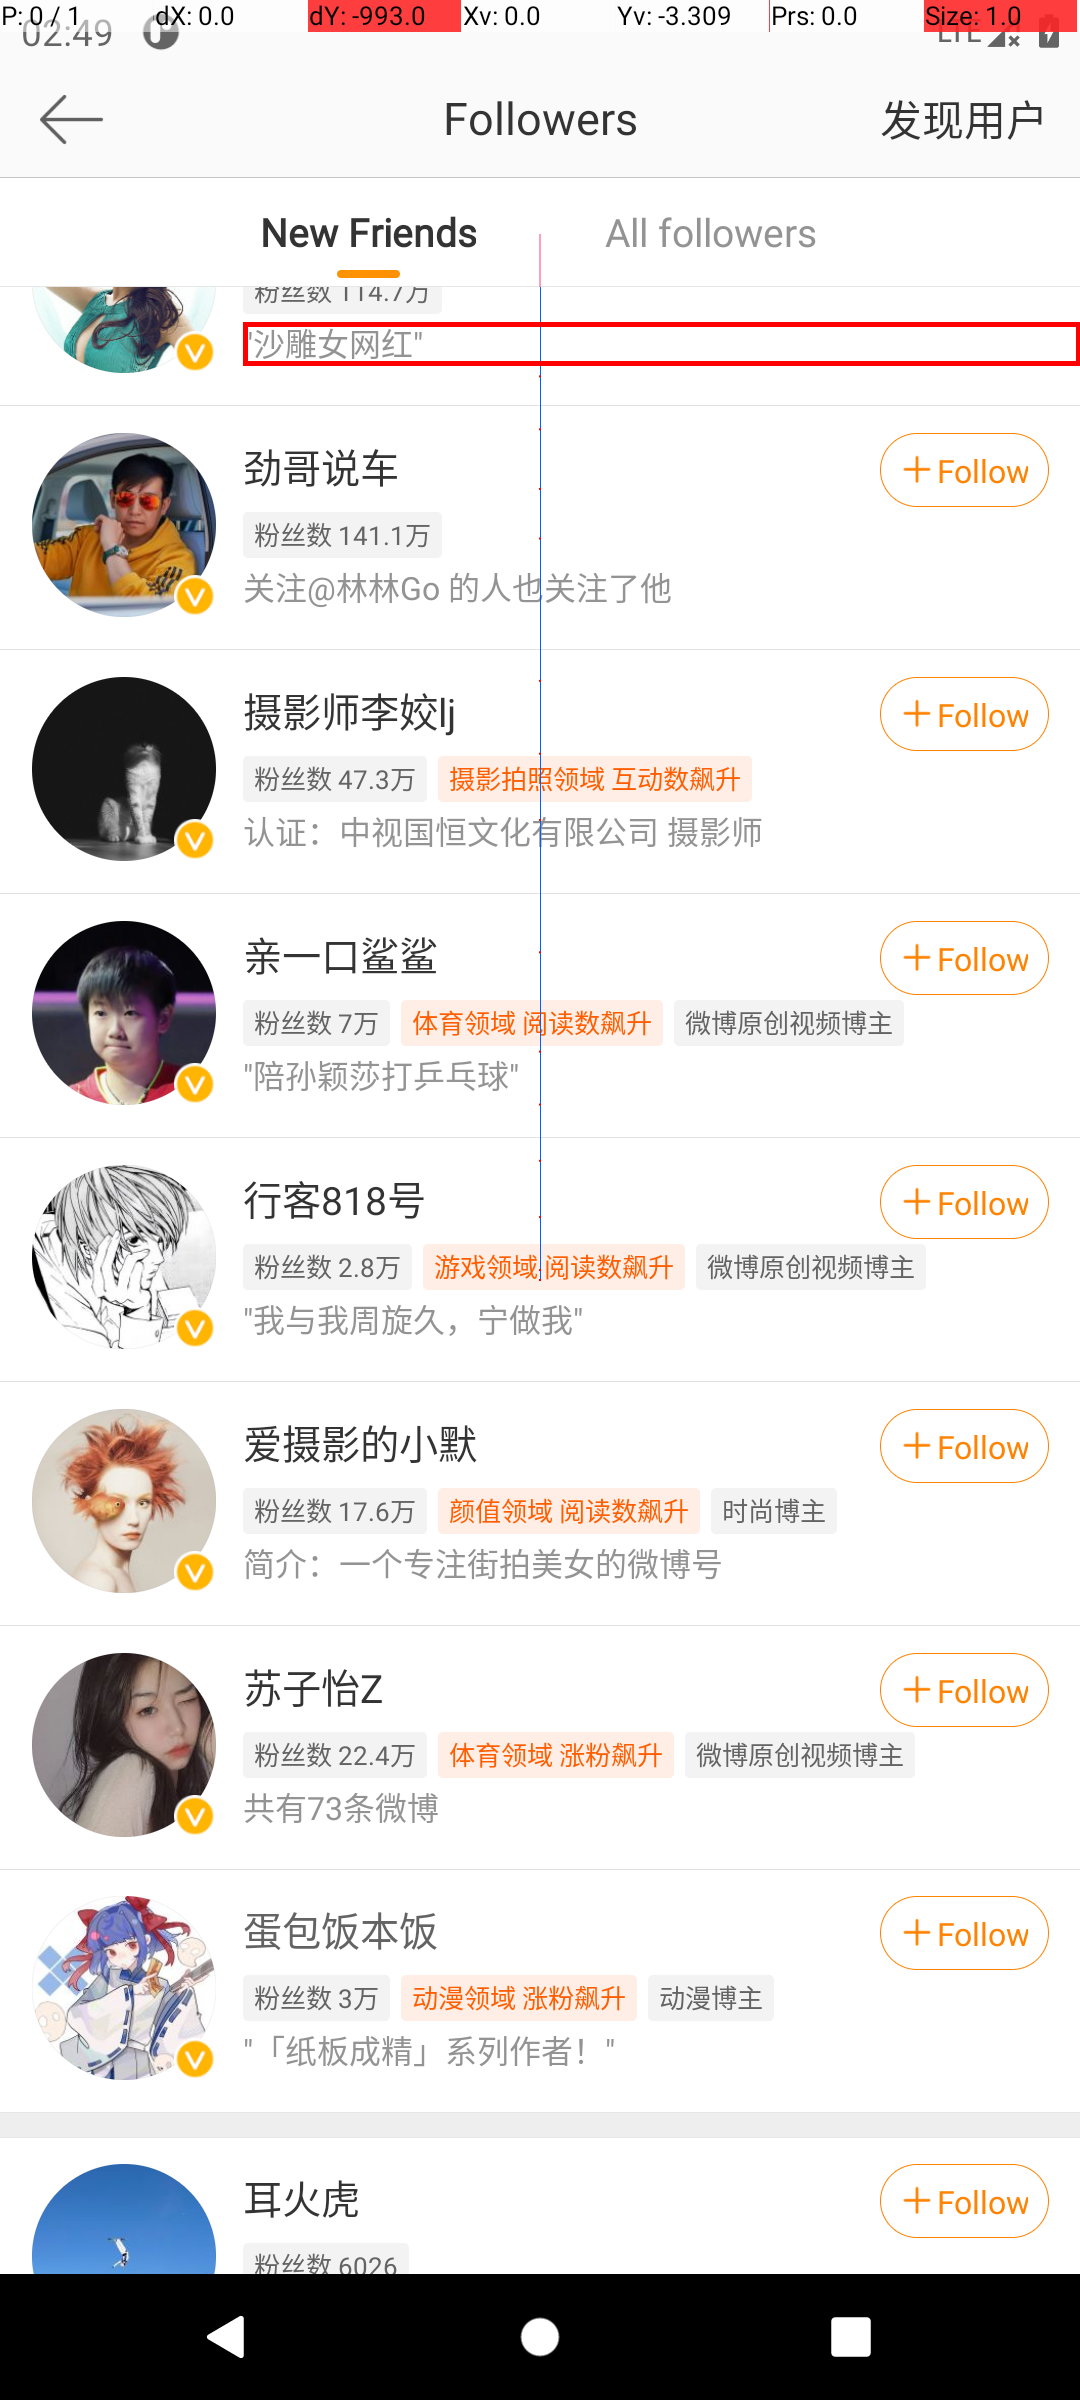 P: 0 / 1 dX: 0.0 dY: -993.0 Xv: 0.0 Yv: -3.309 Prs: 0.0 Size: 1.0
02:49 LTE
Followers 发现用户
New Friends All followers
粉丝数 114.7万
"沙雕女网红"
劲哥说车 +Follow
粉丝数 141.1万
关注@林林Go 的人也关注了他
摄影师李姣lj +Follow
粉丝数 47.3万 摄影拍照领域 互动数飙升
认证：中视国恒文化有限公司 摄影师
亲一口鲨鲨 +Follow
粉丝数 7万 体育领域 阅读数飙升 微博原创视频博主
"陪孙颖莎打乒乓球"
行客818号 +Follow
粉丝数 2.8万 游戏领域 阅读数飙升 微博原创视频博主
"我与我周旋久，宁做我"
爱摄影的小默 +Follow
粉丝数 17.6万 颜值领域 阅读数飙升 时尚博主
简介：一个专注街拍美女的微博号
苏子怡Z +Follow
粉丝数 22.4万 体育领域 涨粉飙升 微博原创视频博主
共有73条微博
蛋包饭本饭 +Follow
粉丝数 3万 动漫领域 涨粉飙升 动漫博主
"「纸板成精」系列作者！"
耳火虎 +Follow
粉丝数 6026